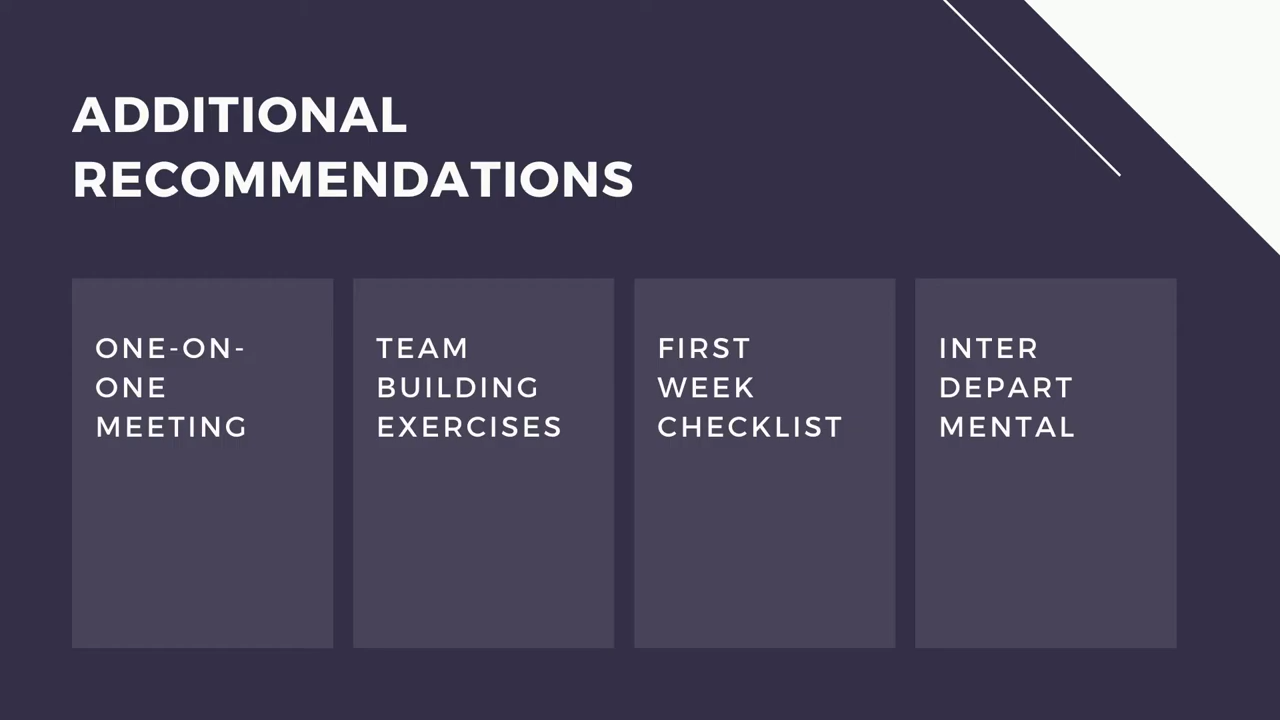 ADDITIONAL
RECOMMENDATIONS
ONE-ON-
ONE
MEETING
TEAM
BUILDING
EXERCISES
FIRST
WEEK
CHECKLIST
INTER
DEPART
MENTAL